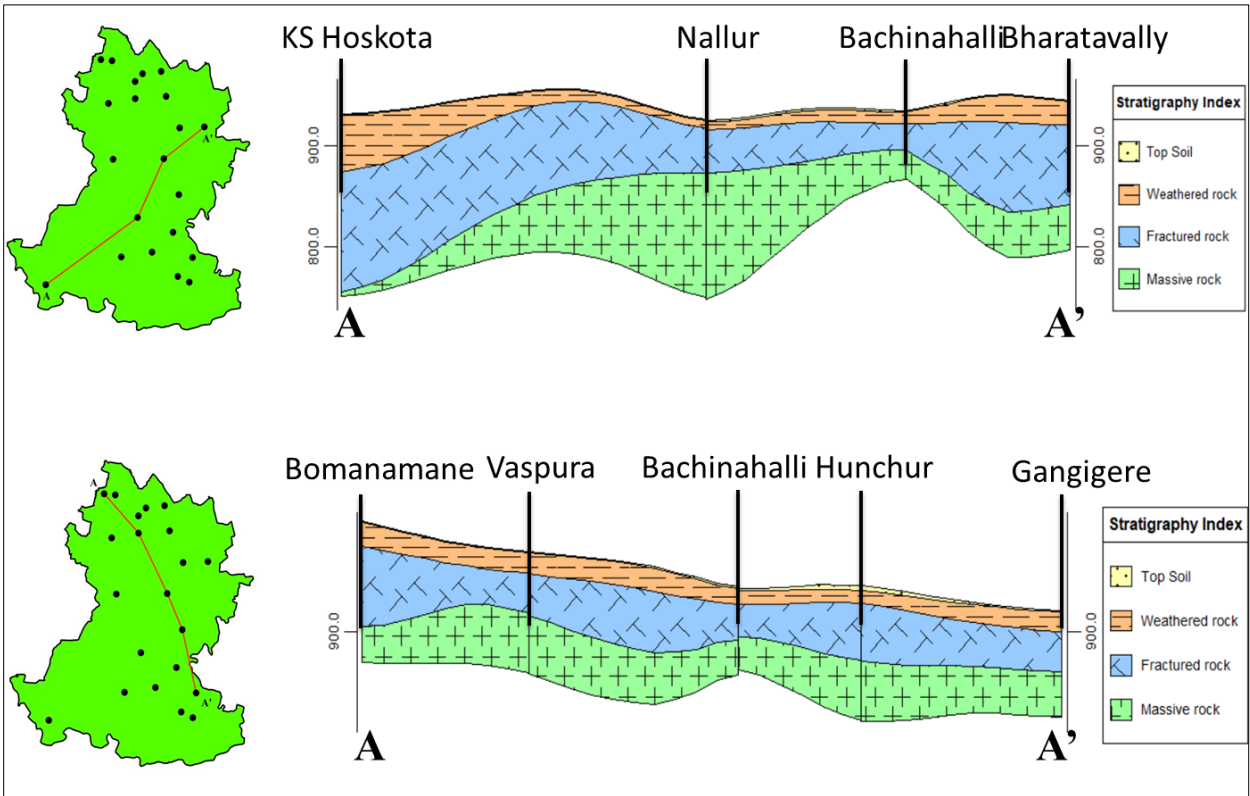 KS Hoskota Nallur Bachinahalli Bharatavally
A'
A
900.0
800.0
900.0
800.0
A A’
Stratigraphy Index
Top Soil
Weathered rock
Fractured rock
Massive rock
Bomanamane Vaspura Bachinahalli Hunchur Gangigere
A
A'
900.0
900.0
A A’
Stratigraphy Index
Top Soil
Weathered rock
Fractured rock
Massive rock